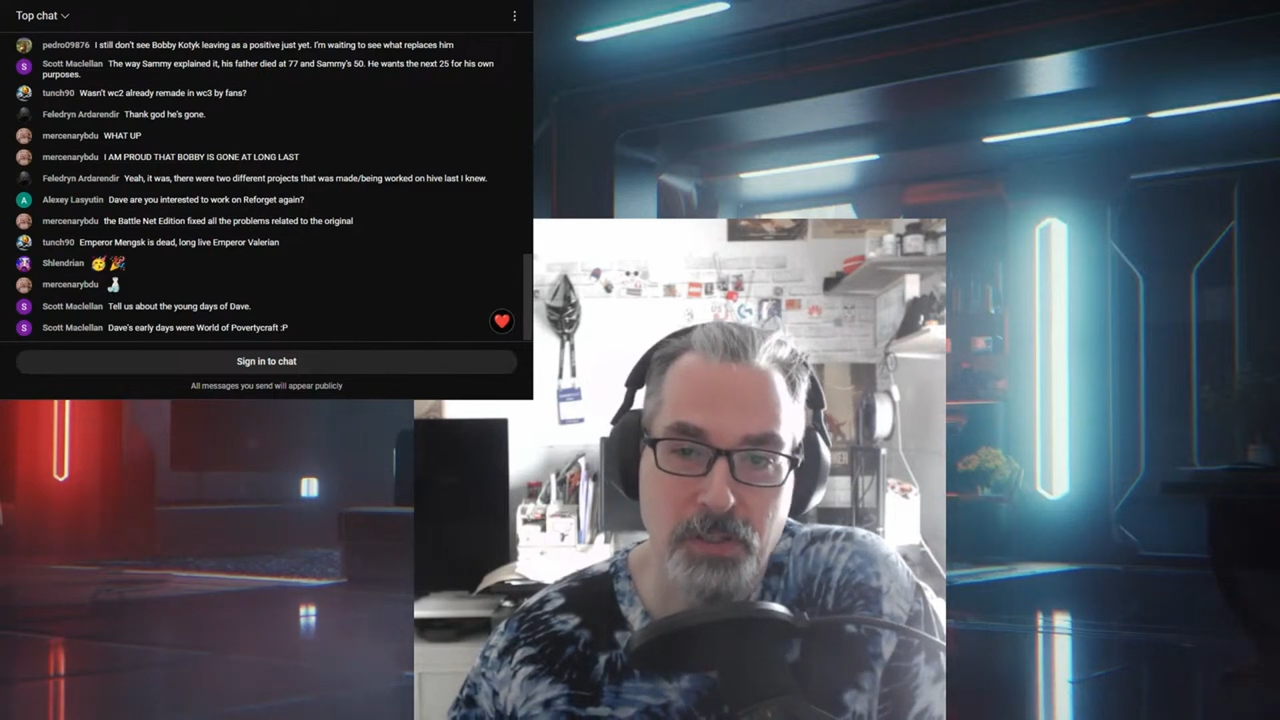 Top chat
pedro09876 I still don't see Bobby Kotyk leaving as a positive just yet. I'm waiting to see what replaces him
Scott Maclellan The way Sammy explained it, his father died at 77 and Sammy's 50. He wants the next 25 for his own
purposes.
tunch90 Wasn't wc2 already remade in wc3 by fans?
Feledryn Ardarendir Thank god he's gone.
mercenarybdu WHAT UP
mercenarybdu I AM PROUD THAT BOBBY IS GONE AT LONG LAST
Feledryn Ardarendir Yeah, it was, there were two different projects that was made/being worked on hive last I knew.
A Alexey Lasyutin Dave are you interested to work on Reforget again?
mercenarybdu the Battle Net Edition fixed all the problems related to the original
tunch90 Emperor Mengsk is dead, long live Emperor Valerian
Shlendrian 🥳 🎉
mercenarybdu 🍶
S Scott Maclellan Tell us about the young days of Dave.
S Scott Maclellan Dave's early days were World of Povertycraft :P
Sign in to chat
All messages you send will appear publicly